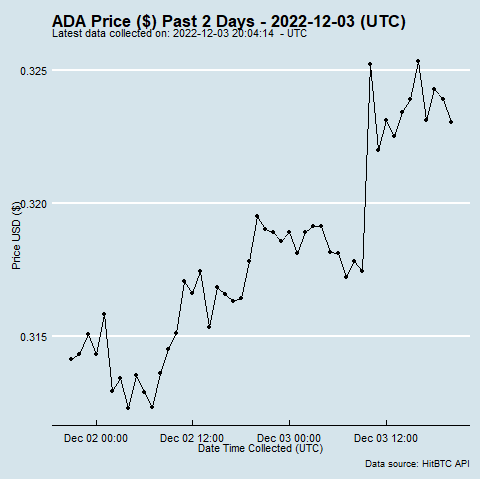 ADA Price ($) Past 2 Days - 2022-12-03 (UTC)
Latest data collected on: 2022-12-03 20:04:14 - UTC
0.325
0.320
0.315
Price USD ($)
Dec 02 00:00 Dec 02 12:00 Dec 03 00:00 Dec 03 12:00
Date Time Collected (UTC)
Data source: HitBTC API